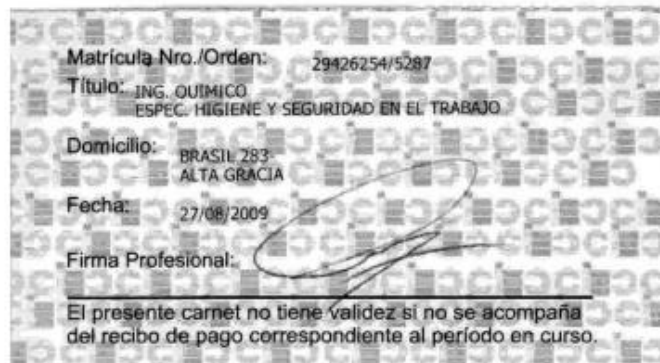 Matrícula Nro./Orden: 29426254/5287
Título: ING. QUIMICO
ESPEC. HIGIENE Y SEGURIDAD EN EL TRABAJO
Domicilio: BRASIL 283
ALTA GRACIA
Fecha: 27/08/2009
Firma Profesional:
El presente carnet no tiene validez si no se acompaña
del recibo de pago correspondiente al período en curso.